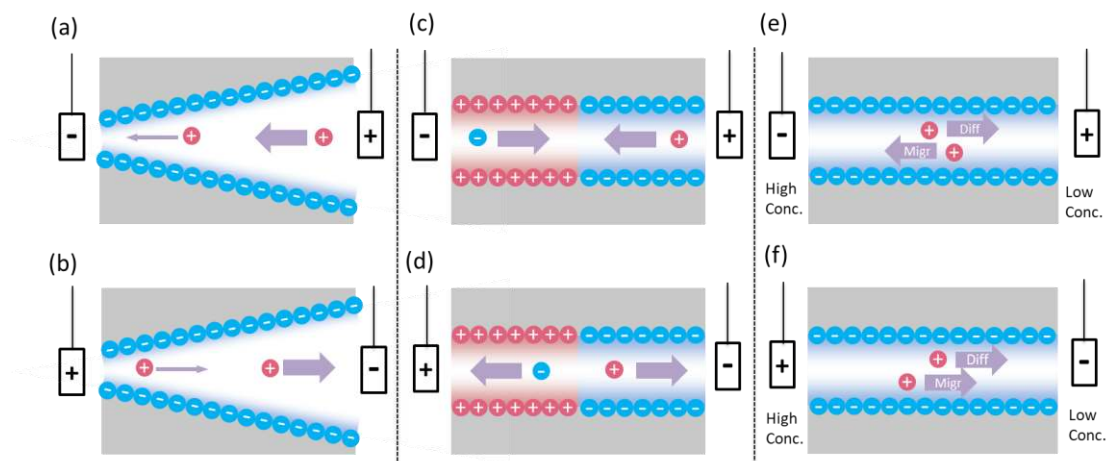 (a)
(c)
(e)
-
+
-
+
-
+
Diff
Migr
High
Conc.
Low
Conc.
(b)
(d)
(f)
+
-
+
-
+
-
Diff
Migr
High
Conc.
Low
Conc.